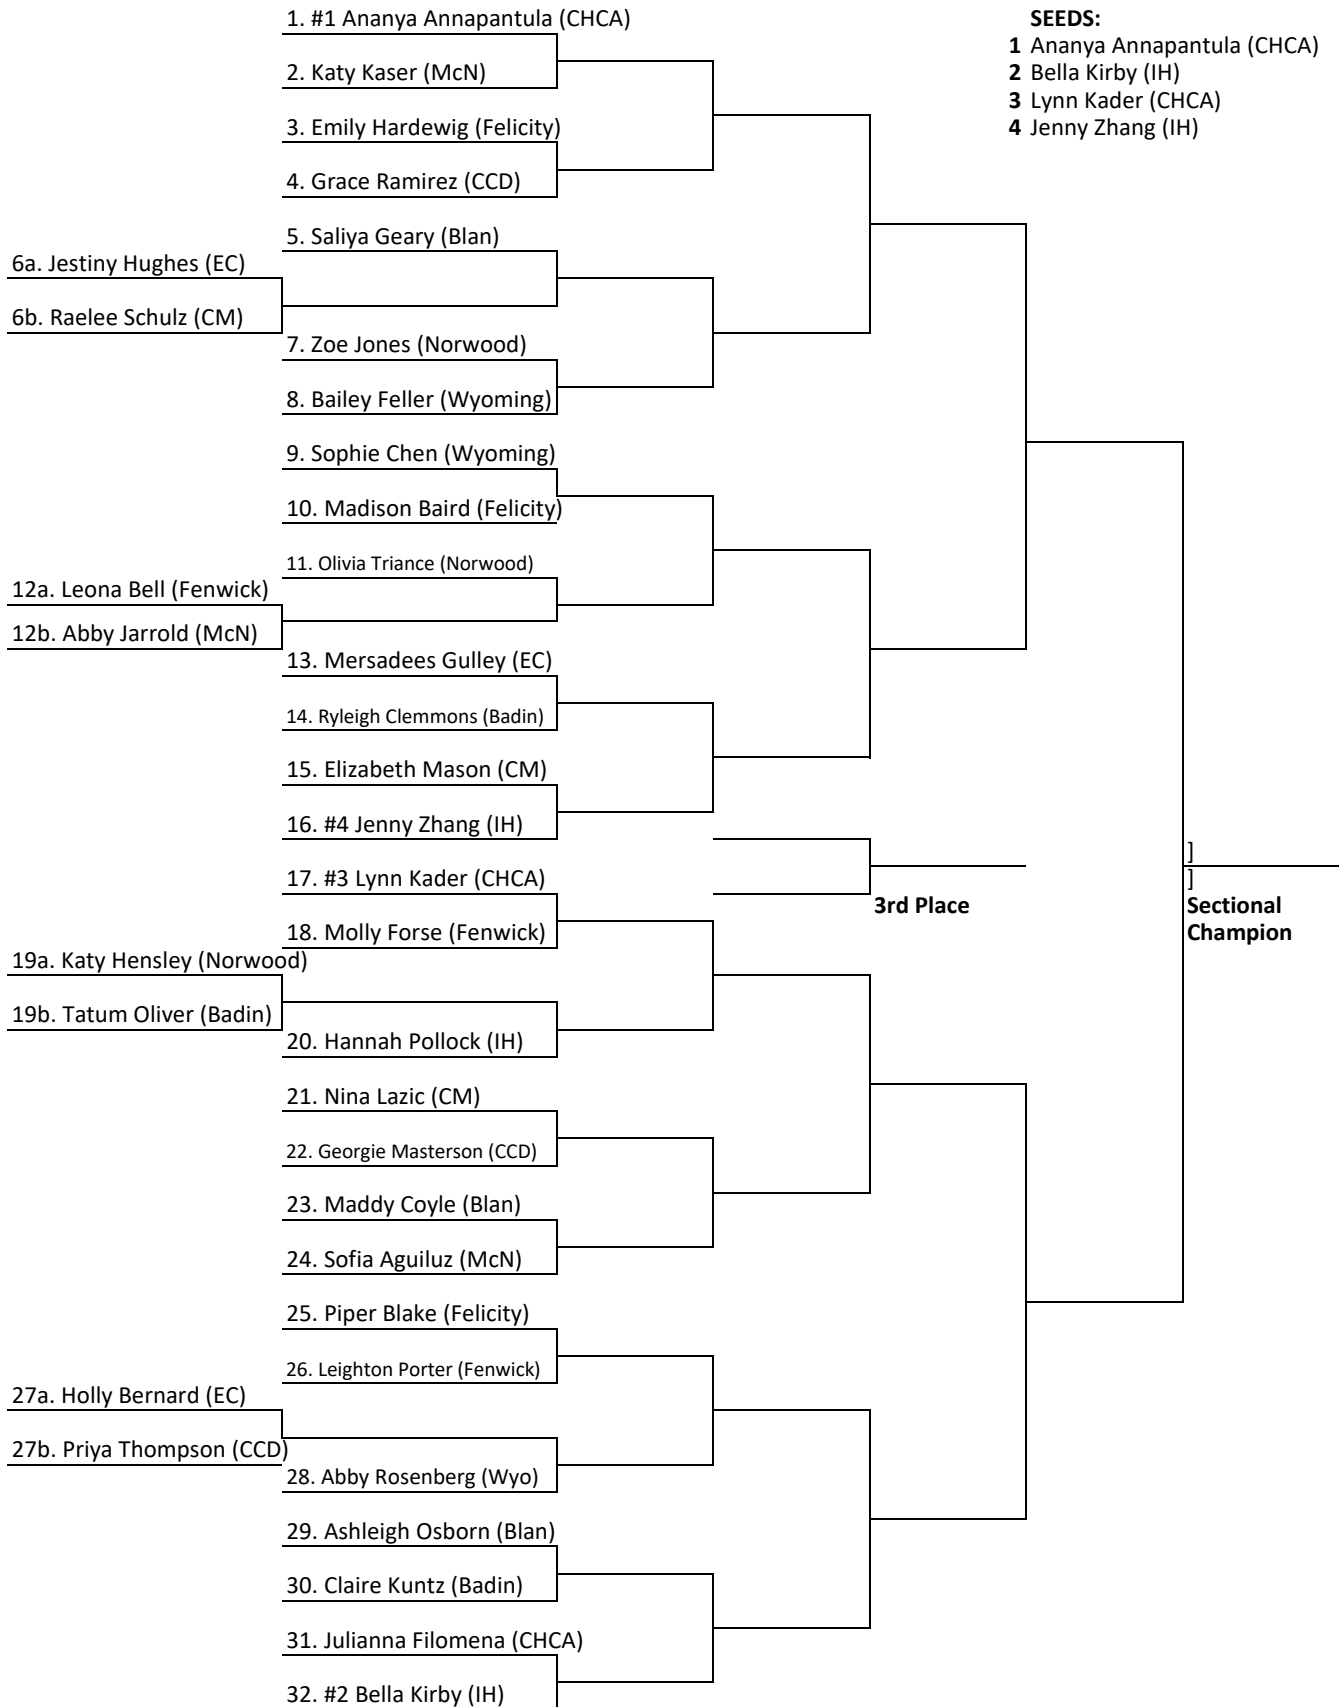 1. #1 Ananya Annapantula (CHCA)
SEEDS:
1 Ananya Annapantula (CHCA)
2. Katy Kaser (McN)
2 Bella Kirby (IH)
3 Lynn Kader (CHCA)
3. Emily Hardewig (Felicity)
4 Jenny Zhang (IH)
4. Grace Ramirez (CCD)
5. Saliya Geary (Blan)
6a. Jestiny Hughes (EC)
6b. Raelee Schulz (CM)
7. Zoe Jones (Norwood)
8. Bailey Feller (Wyoming)
9. Sophie Chen (Wyoming)
10. Madison Baird (Felicity)
11. Olivia Triance (Norwood)
12a. Leona Bell (Fenwick)
12b. Abby Jarrold (McN)
13. Mersadees Gulley (EC)
14. Ryleigh Clemmons (Badin)
15. Elizabeth Mason (CM)
16. #4 Jenny Zhang (IH)
]
17. #3 Lynn Kader (CHCA)
]
3rd Place
Sectional
18. Molly Forse (Fenwick)
Champion
19a. Katy Hensley (Norwood)
19b. Tatum Oliver (Badin)
20. Hannah Pollock (IH)
21. Nina Lazic (CM)
22. Georgie Masterson (CCD)
23. Maddy Coyle (Blan)
24. Sofia Aguiluz (McN)
25. Piper Blake (Felicity)
26. Leighton Porter (Fenwick)
27a. Holly Bernard (EC)
27b. Priya Thompson (CCD)
28. Abby Rosenberg (Wyo)
29. Ashleigh Osborn (Blan)
30. Claire Kuntz (Badin)
31. Julianna Filomena (CHCA)
32. #2 Bella Kirby (IH)